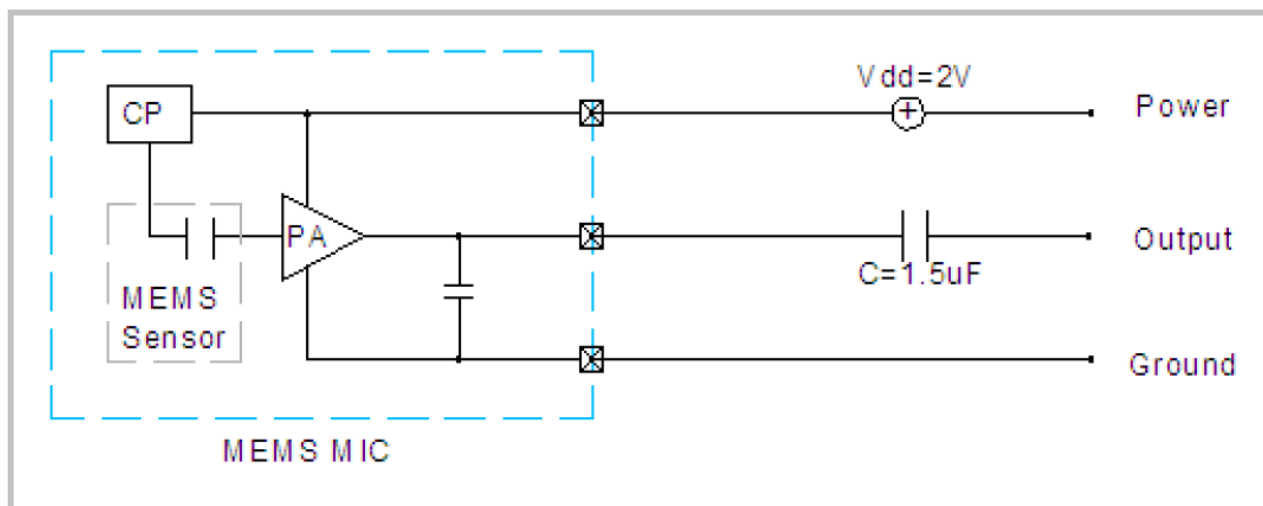 Vdd=2V
CP
Power
PA
Output
C=1.5uF
MEMS
Sensor
Ground
MEMS MIC